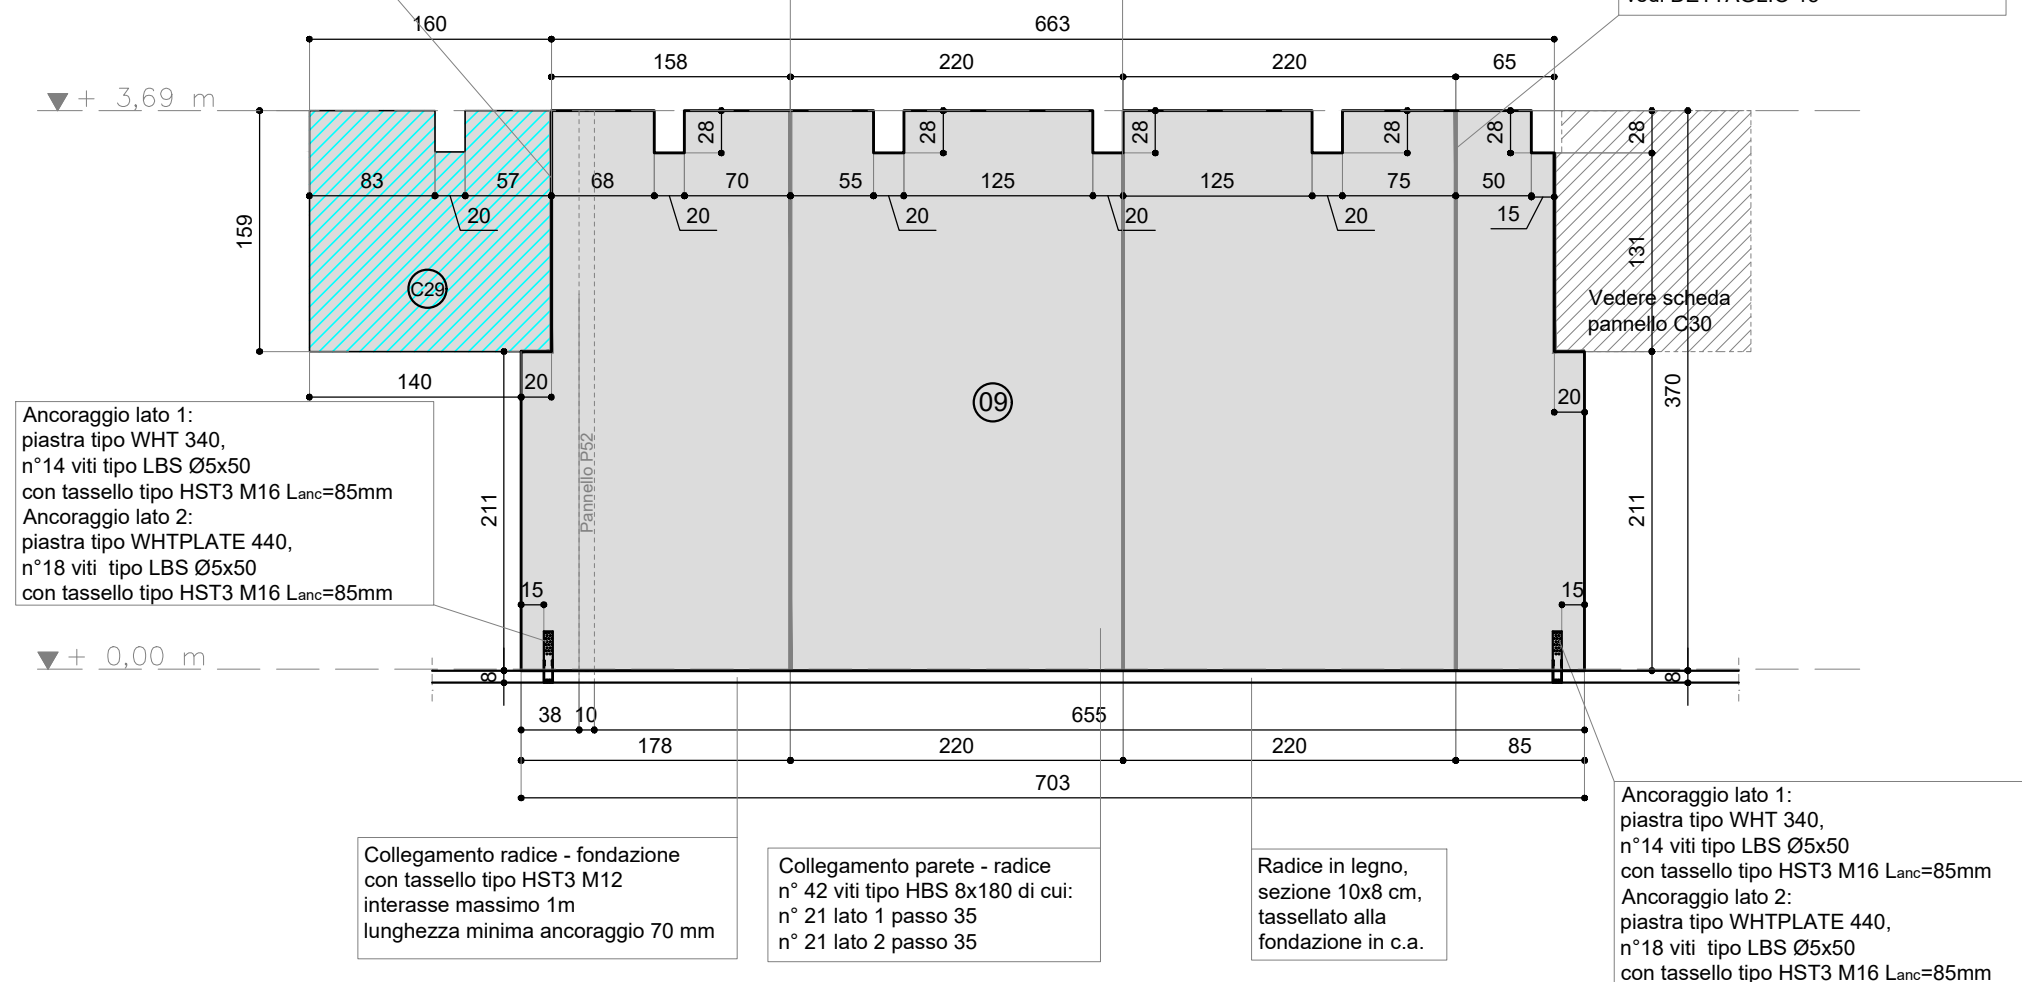 vedi DETTAGLIO 10
160
663
158
220
220
65
+ 3,69 m
28
28
28
28
28
28
83
57
68
70
55
125
125
75
50
20
20
20
20
20
15
159
131
C29
Vedere scheda
pannello C30
140
20
20
370
09
Ancoraggio lato 1:
piastra tipo WHT 340,
n°14 viti tipo LBS Ø5x50
con tassello tipo HST3 M16 Lanc=85mm
Ancoraggio lato 2:
piastra tipo WHTPLATE 440,
n°18 viti tipo LBS Ø5x50
con tassello tipo HST3 M16 Lanc=85mm
211
Pannello P52
211
15
15
+ 0,00 m
8
8
38
10
655
178
220
220
85
703
Collegamento radice - fondazione
con tassello tipo HST3 M12
interasse massimo 1m
lunghezza minima ancoraggio 70 mm
Collegamento parete - radice
n° 42 viti tipo HBS 8x180 di cui:
n° 21 lato 1 passo 35
n° 21 lato 2 passo 35
Radice in legno,
sezione 10x8 cm,
tassellato alla
fondazione in c.a.
Ancoraggio lato 1:
piastra tipo WHT 340,
n°14 viti tipo LBS Ø5x50
con tassello tipo HST3 M16 Lanc=85mm
Ancoraggio lato 2:
piastra tipo WHTPLATE 440,
n°18 viti tipo LBS Ø5x50
con tassello tipo HST3 M16 Lanc=85mm